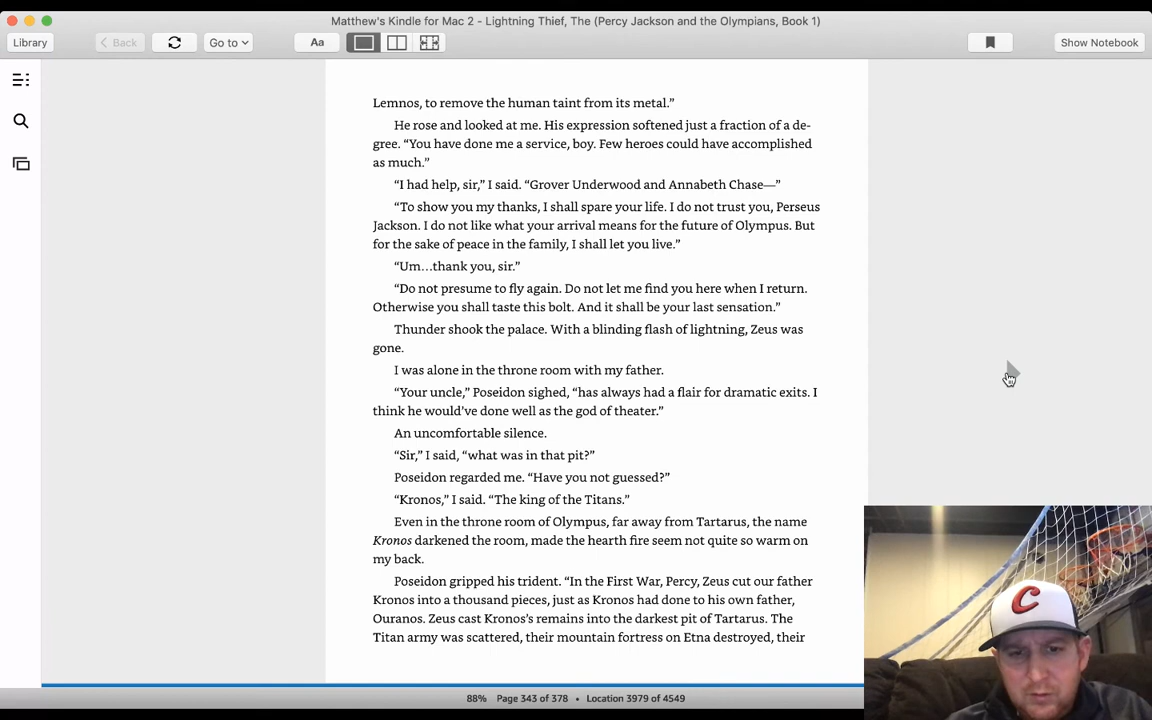 Matthew's Kindle for Mac 2 - Lightning Thief, The (Percy Jackson and the Olympians, Book 1)
Library
Back
Go to
Aa
Show Notebook
Lemnos, to remove the human taint from its metal.”
He rose and looked at me. His expression softened just a fraction of a de-
gree. “You have done me a service, boy. Few heroes could have accomplished
as much.”
“I had help, sir,” I said. “Grover Underwood and Annabeth Chase—”
“To show you my thanks, I shall spare your life. I do not trust you, Perseus
Jackson. I do not like what your arrival means for the future of Olympus. But
for the sake of peace in the family, I shall let you live.”
“Um…thank you, sir.”
“Do not presume to fly again. Do not let me find you here when I return.
Otherwise you shall taste this bolt. And it shall be your last sensation.”
Thunder shook the palace. With a blinding flash of lightning, Zeus was
gone.
I was alone in the throne room with my father.
“Your uncle,” Poseidon sighed, “has always had a flair for dramatic exits. I
think he would’ve done well as the god of theater.”
An uncomfortable silence.
“Sir,” I said, “what was in that pit?”
Poseidon regarded me. “Have you not guessed?”
“Kronos,” I said. “The king of the Titans.”
Even in the throne room of Olympus, far away from Tartarus, the name
Kronos darkened the room, made the hearth fire seem not quite so warm on
my back.
Poseidon gripped his trident. “In the First War, Percy, Zeus cut our father
Kronos into a thousand pieces, just as Kronos had done to his own father,
Ouranos. Zeus cast Kronos’s remains into the darkest pit of Tartarus. The
Titan army was scattered, their mountain fortress on Etna destroyed, their
88% Page 343 of 378 • Location 3979 of 4549
C